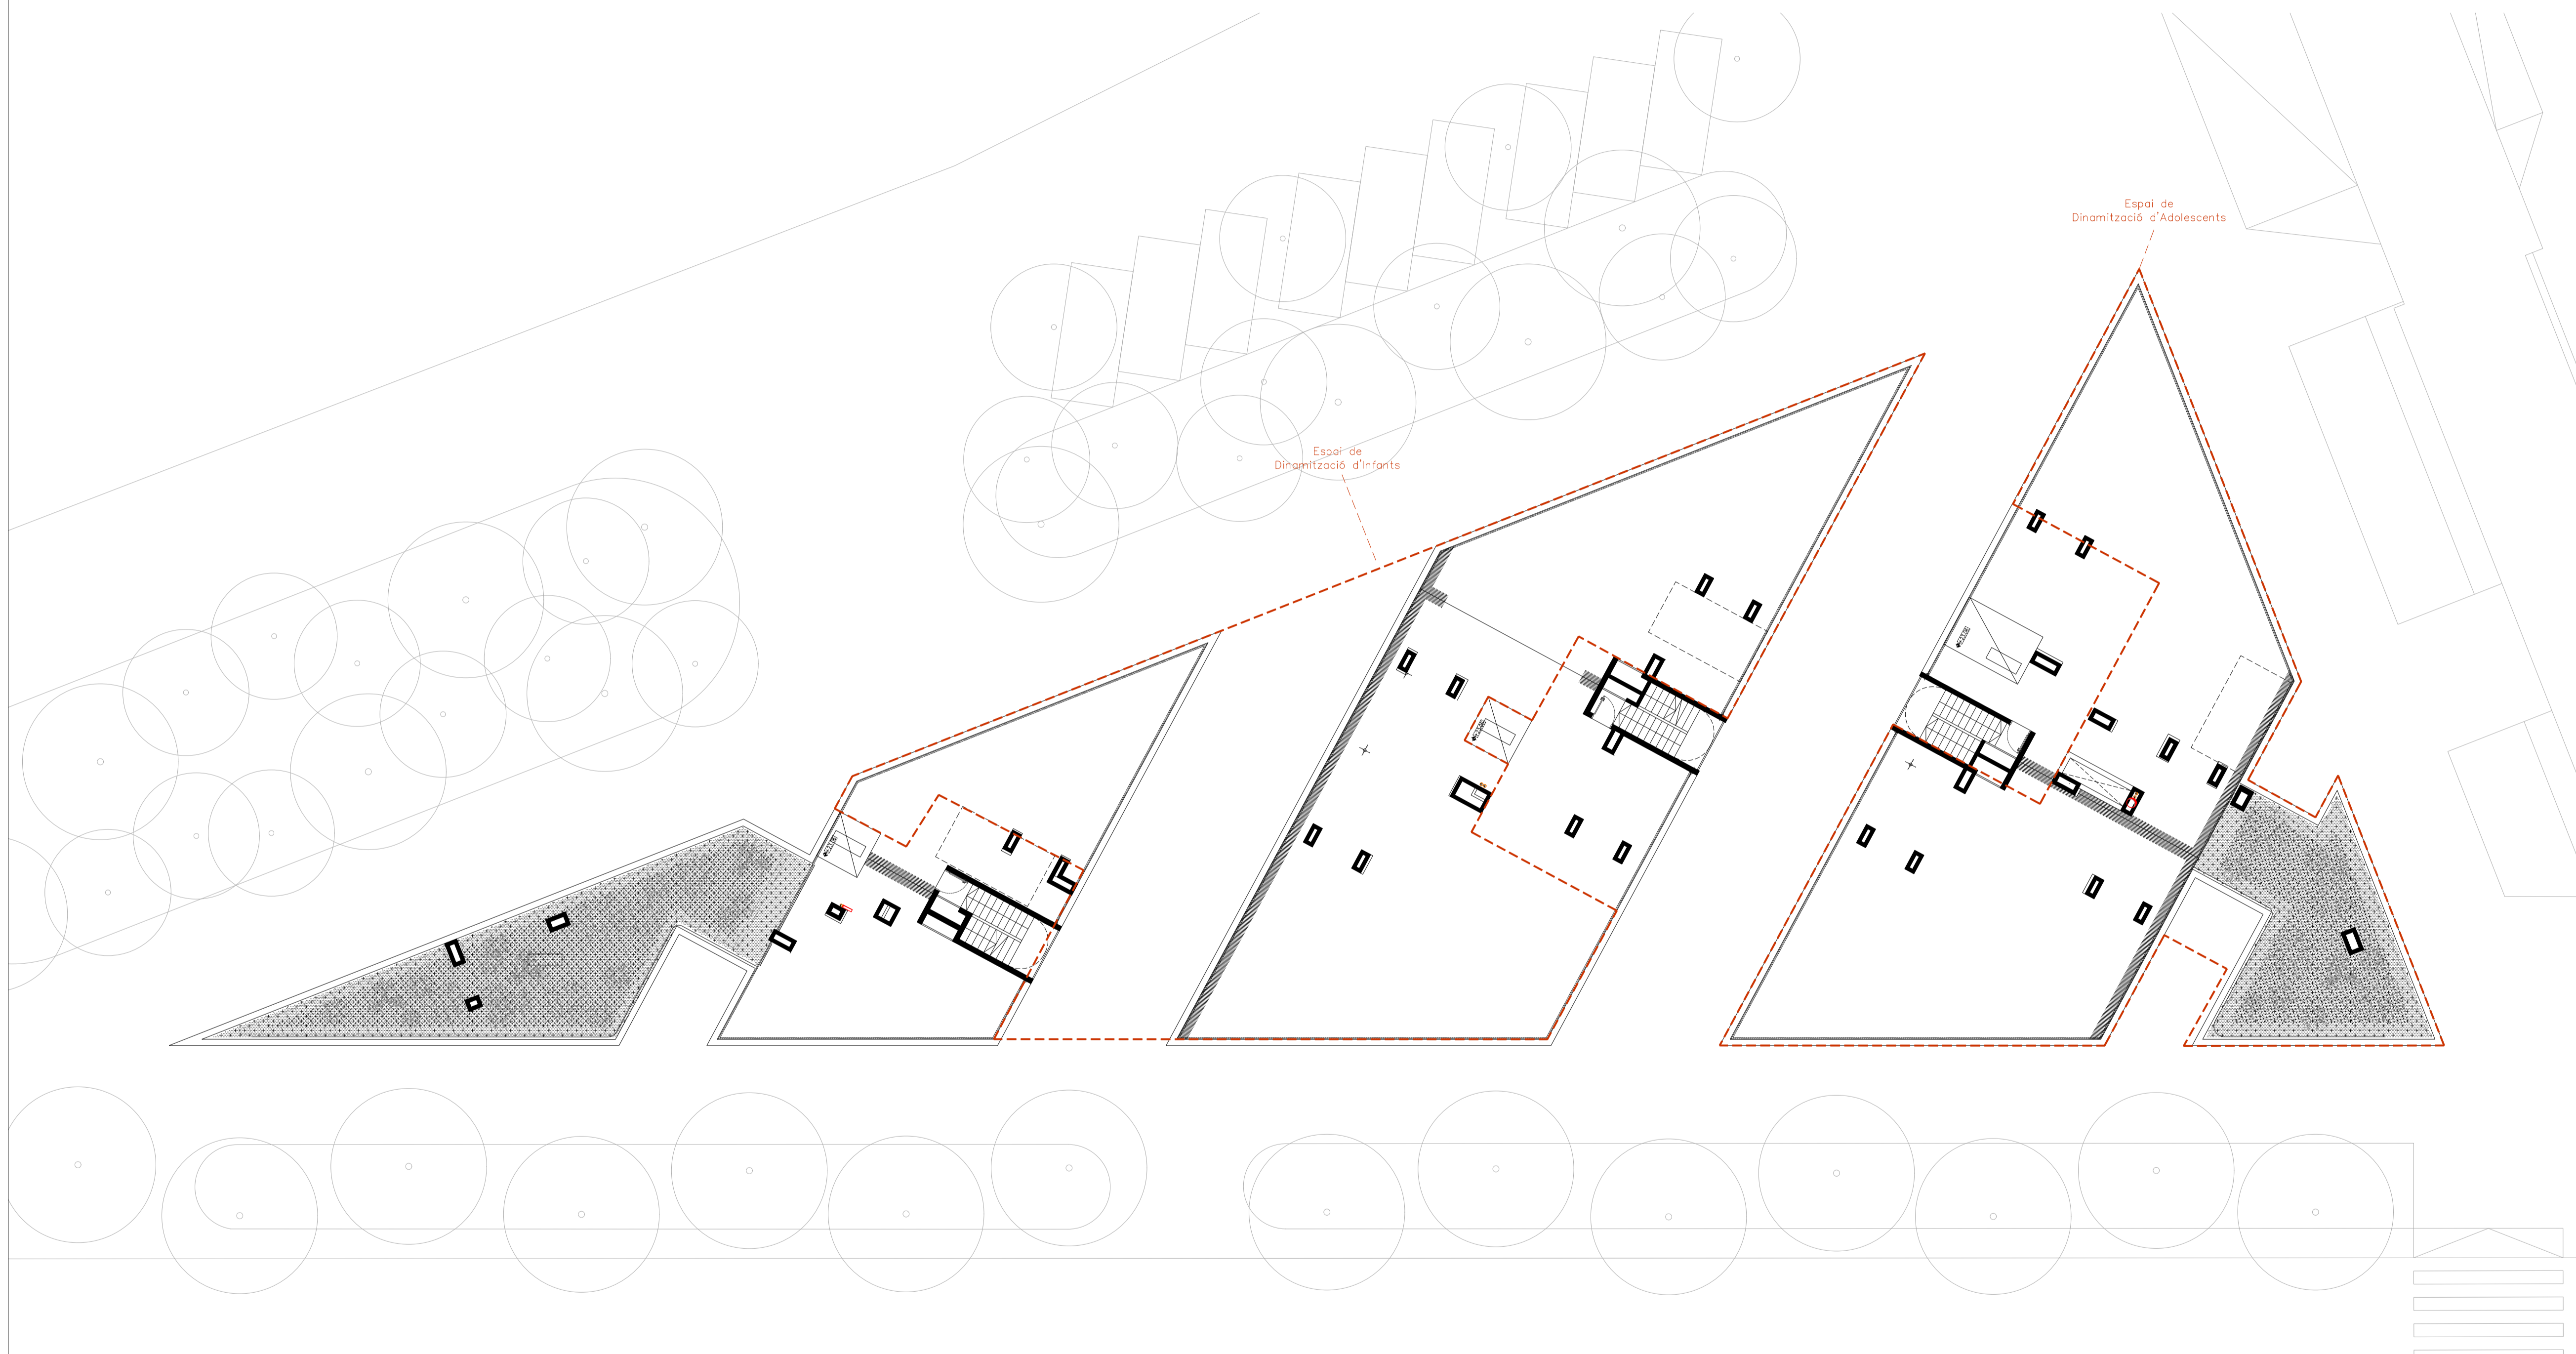 Espai de
Dinamització d'Adolescents
Espai de
Dinamització d'Infants